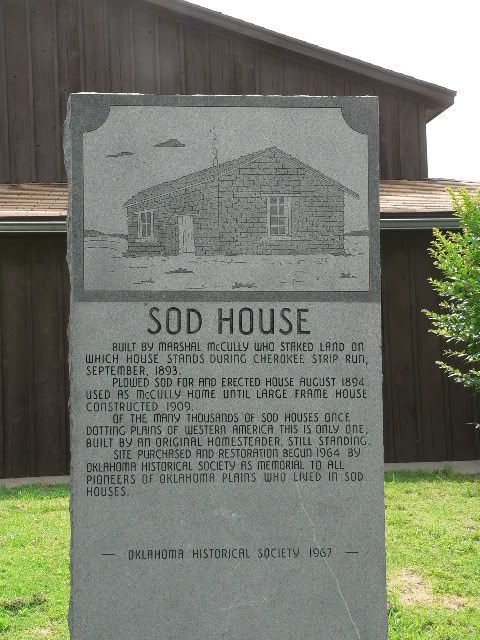 SOD HOUSE
BUILT BY MARSHAL McCULLY WHO STAKED LAND ON
WHICH HOUSE STANDS DURING CHEROKEE STRIP RUN,
SEPTEMBER, 1893.
PLOWED SOD FOR AND ERECTED HOUSE AUGUST 1894.
USED AS McCULLY HOME UNTIL LARGE FRAME HOUSE
CONSTRUCTED 1909.
OF THE MANY THOUSANDS OF SOD HOUSES ONCE
DOTTING PLAINS OF WESTERN AMERICA THIS IS ONLY ONE,
BUILT BY AN ORIGINAL HOMESTEADER, STILL STANDING.
SITE PURCHASED AND RESTORATION BEGUN 1964 BY
OKLAHOMA HISTORICAL SOCIETY AS MEMORIAL TO ALL
PIONEERS OF OKLAHOMA PLAINS WHO LIVED IN SOD
HOUSES.
— OKLAHOMA HISTORICAL SOCIETY 1967 —